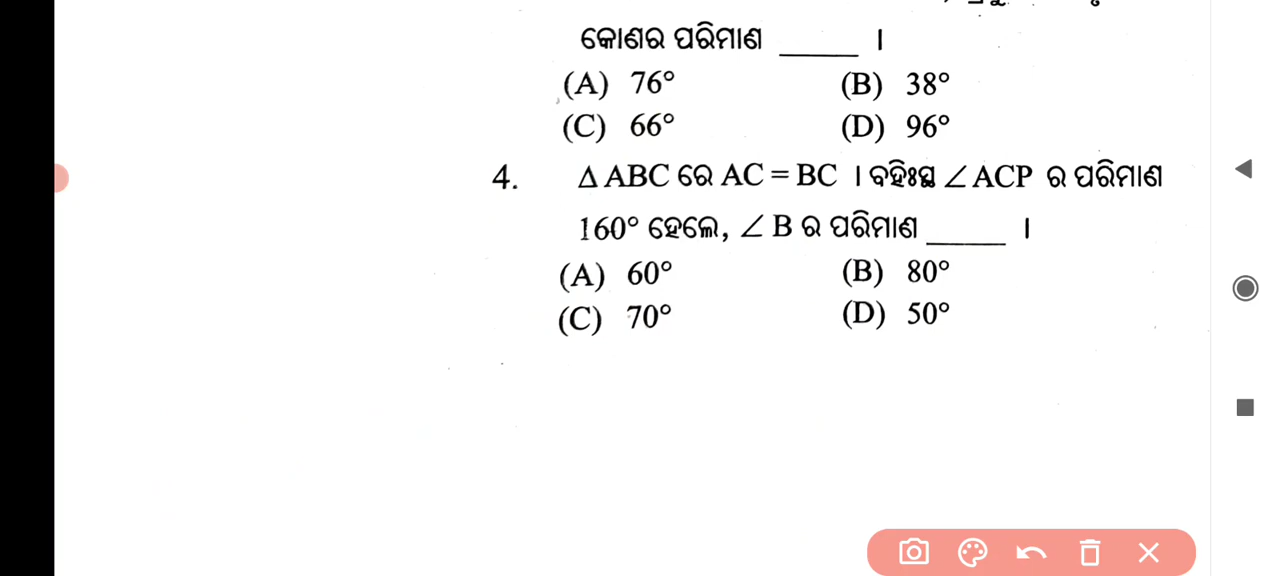 କୋଣର ପରିମାଣ _____ ।
(A) 76° (B) 38°
(C) 66° (D) 96°
4. Δ ABC ରେ AC = BC । ବହିଃସ୍ଥ ∠ACP ର ପରିମାଣ
160° ହେଲେ, ∠ B ର ପରିମାଣ _____ ।
(A) 60° (B) 80°
(C) 70° (D) 50°